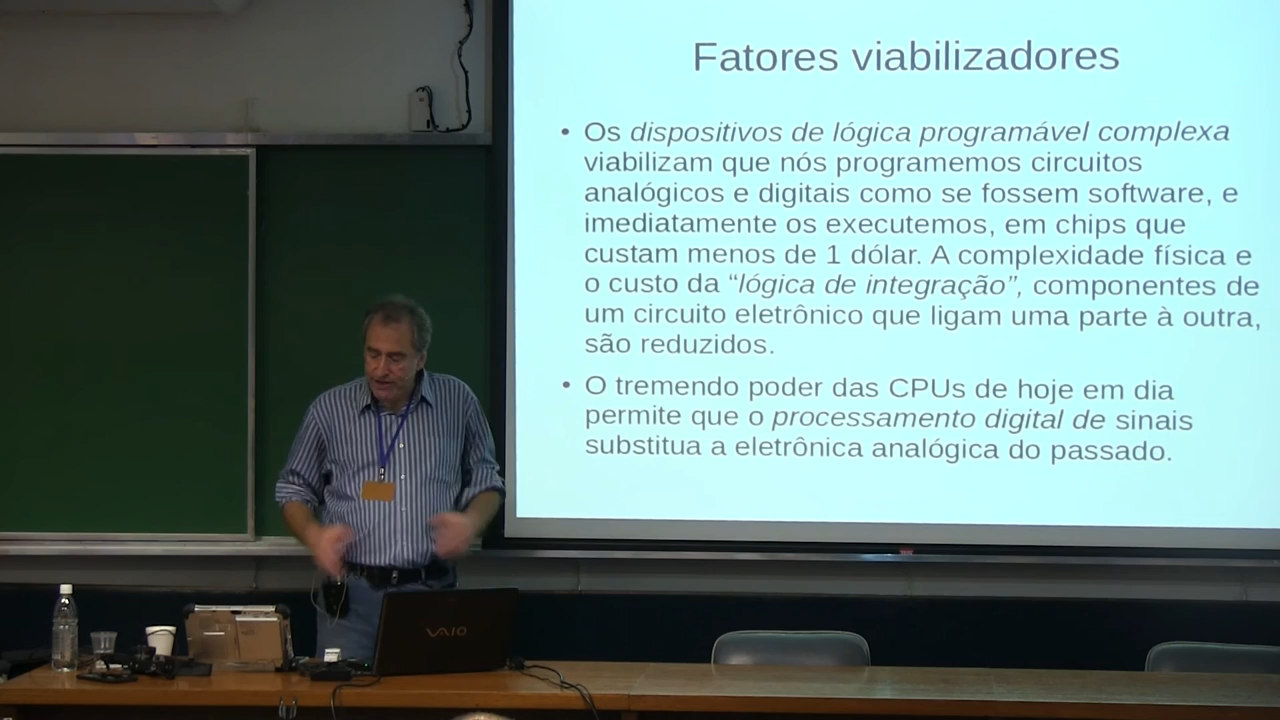 Fatores viabilizadores
• Os dispositivos de lógica programável complexa
viabilizam que nós programemos circuitos
analógicos e digitais como se fossem software, e
imediatamente os executemos, em chips que
custam menos de 1 dólar. A complexidade física e
o custo da “lógica de integração”, componentes de
um circuito eletrônico que ligam uma parte à outra,
são reduzidos.
• O tremendo poder das CPUs de hoje em dia
permite que o processamento digital de sinais
substitua a eletrônica analógica do passado.
VAIO